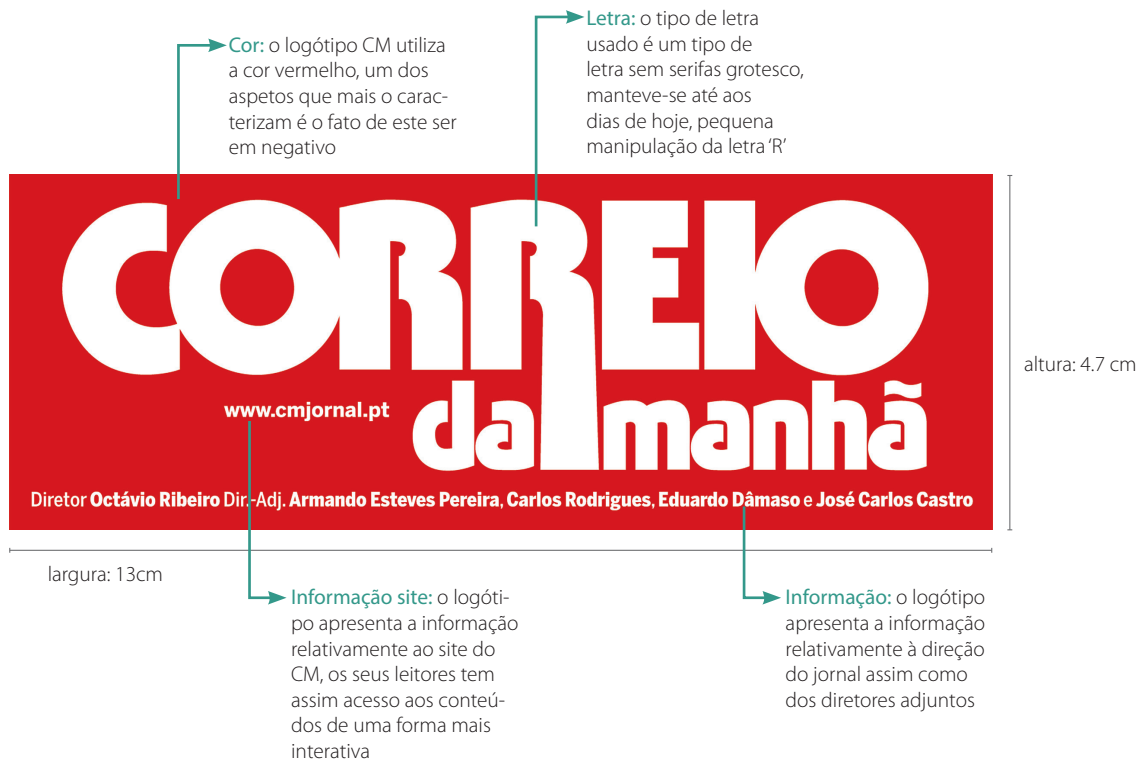 Cor: o logótipo CM utiliza
a cor vermelho, um dos
aspetos que mais o carac-
terizam é o fato de este ser
em negativo
Letra: o tipo de letra
usado é um tipo de
letra sem serifas grotesco,
manteve-se até aos
dias de hoje, pequena
manipulação da letra ‘R’
CORREIO
da manhã
www.cmjornal.pt
Diretor Octávio Ribeiro Dir.-Adj. Armando Esteves Pereira, Carlos Rodrigues, Eduardo Dâmaso e José Carlos Castro
altura: 4.7 cm
largura: 13cm
Informação site: o logóti-
po apresenta a informação
relativamente ao site do
CM, os seus leitores tem
assim acesso aos conteú-
dos de uma forma mais
interativa
Informação: o logótipo
apresenta a informação
relativamente à direção
do jornal assim como
dos diretores adjuntos